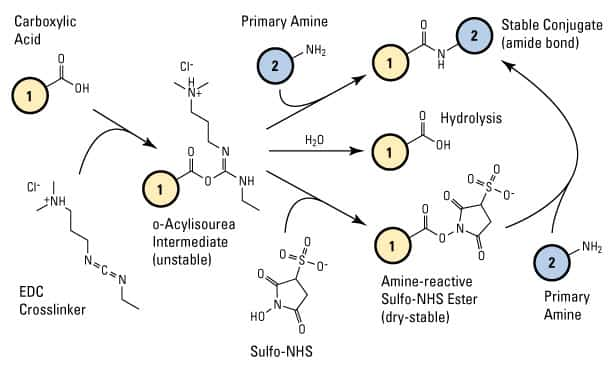 Carboxylic
Acid
O
OH
1
Cl-
+NH
N=C=N
EDC
Crosslinker
Cl-
H
N+
N
O
O
NH
1
o-Acylisourea
Intermediate
(unstable)
Primary Amine
2
NH₂
H₂O
O
HO
N
O
O
S
O
O-
Sulfo-NHS
O
1
N
H
2
Stable Conjugate
(amide bond)
O
1
OH
Hydrolysis
O
1
O
N
O
O
O
S
O
O-
Amine-reactive
Sulfo-NHS Ester
(dry-stable)
2
NH₂
Primary
Amine